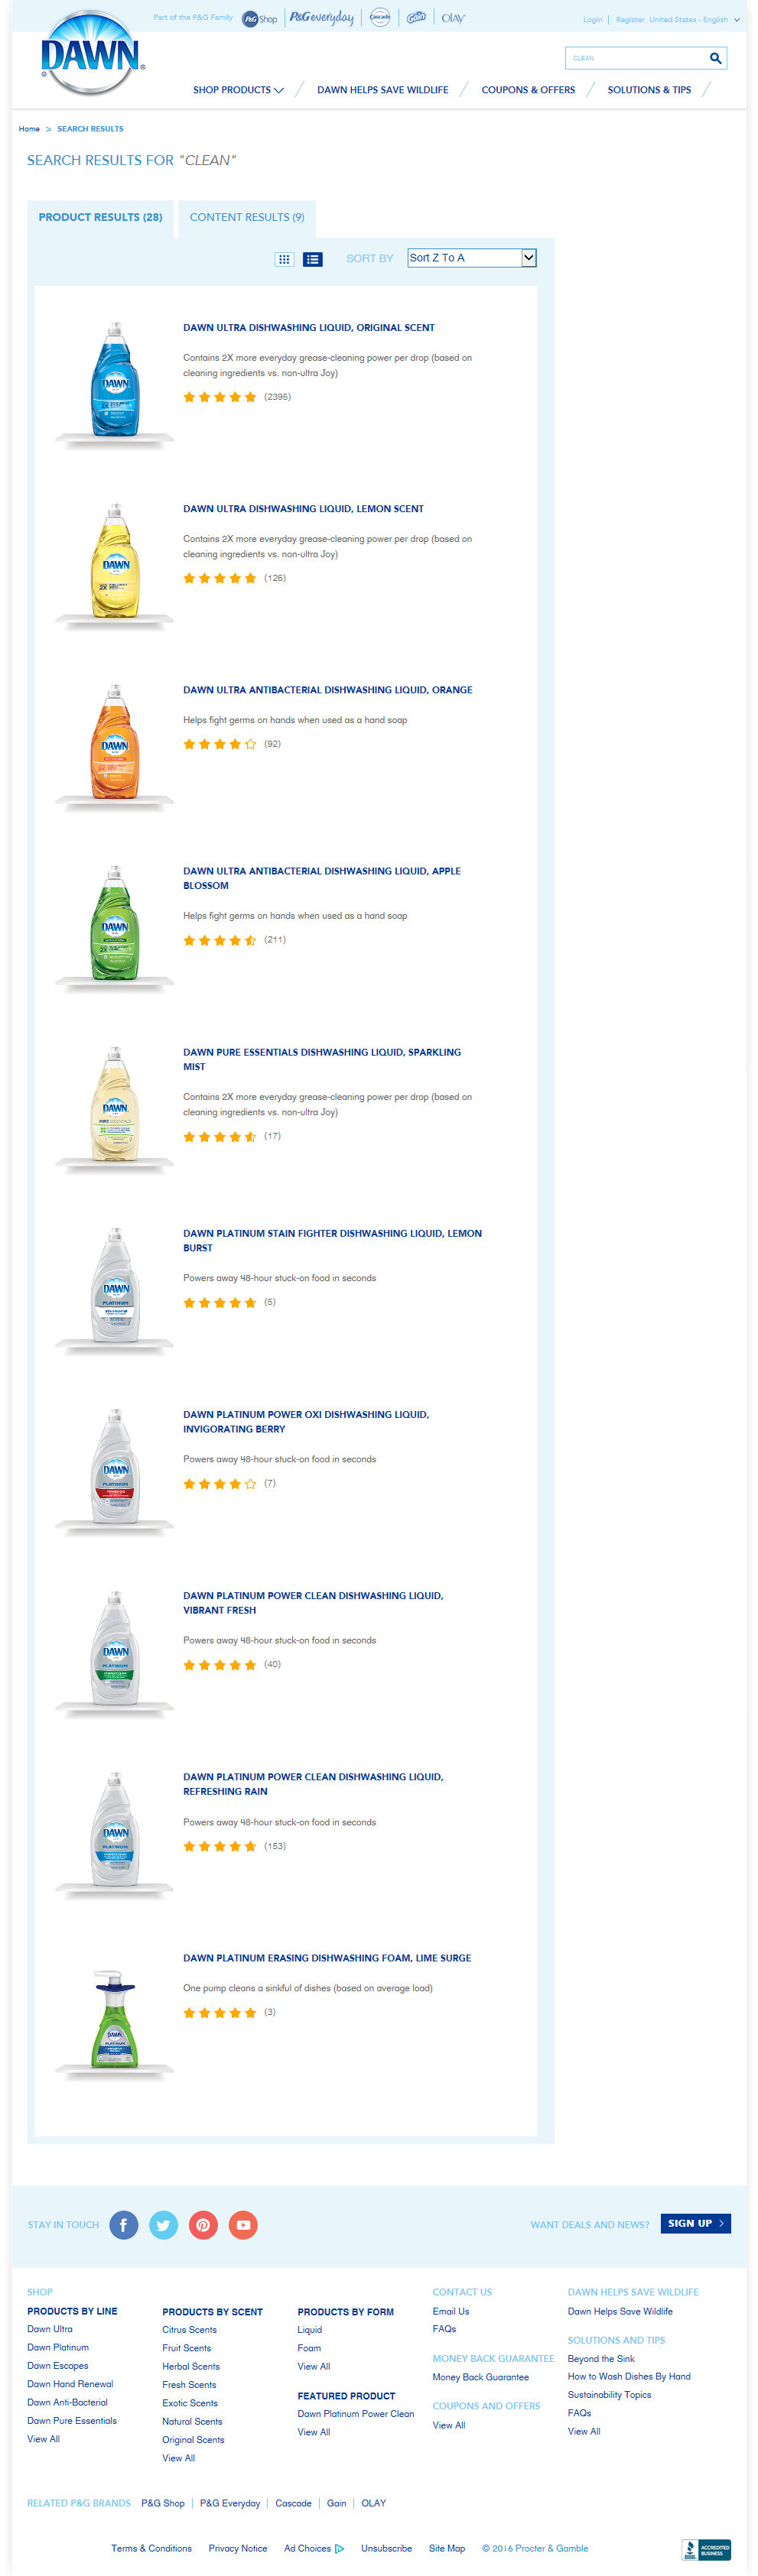 Part of the P&G Family
P&G Shop
P&G everyday
Cascade
Gain
OLAY
Login
Register
United States - English
DAWN
CLEAN
SHOP PRODUCTS
DAWN HELPS SAVE WILDLIFE
COUPONS & OFFERS
SOLUTIONS & TIPS
Home > SEARCH RESULTS
SEARCH RESULTS FOR "CLEAN"
PRODUCT RESULTS (28)
CONTENT RESULTS (9)
SORT BY
Sort Z To A
DAWN ULTRA DISHWASHING LIQUID, ORIGINAL SCENT
Contains 2X more everyday grease-cleaning power per drop (based on
cleaning ingredients vs. non-ultra Joy)
(2395)
DAWN ULTRA DISHWASHING LIQUID, LEMON SCENT
Contains 2X more everyday grease-cleaning power per drop (based on
cleaning ingredients vs. non-ultra Joy)
(126)
DAWN ULTRA ANTIBACTERIAL DISHWASHING LIQUID, ORANGE
Helps fight germs on hands when used as a hand soap
(92)
DAWN ULTRA ANTIBACTERIAL DISHWASHING LIQUID, APPLE
BLOSSOM
Helps fight germs on hands when used as a hand soap
(211)
DAWN PURE ESSENTIALS DISHWASHING LIQUID, SPARKLING
MIST
Contains 2X more everyday grease-cleaning power per drop (based on
cleaning ingredients vs. non-ultra Joy)
(17)
DAWN PLATINUM STAIN FIGHTER DISHWASHING LIQUID, LEMON
BURST
Powers away 48-hour stuck-on food in seconds
(5)
DAWN PLATINUM POWER OXI DISHWASHING LIQUID,
INVIGORATING BERRY
Powers away 48-hour stuck-on food in seconds
(7)
DAWN PLATINUM POWER CLEAN DISHWASHING LIQUID,
VIBRANT FRESH
Powers away 48-hour stuck-on food in seconds
(40)
DAWN PLATINUM POWER CLEAN DISHWASHING LIQUID,
REFRESHING RAIN
Powers away 48-hour stuck-on food in seconds
(153)
DAWN PLATINUM ERASING DISHWASHING FOAM, LIME SURGE
One pump cleans a sinkful of dishes (based on average load)
(3)
STAY IN TOUCH
WANT DEALS AND NEWS?
SIGN UP
SHOP
PRODUCTS BY LINE
Dawn Ultra
Dawn Platinum
Dawn Escapes
Dawn Hand Renewal
Dawn Anti-Bacterial
Dawn Pure Essentials
View All
PRODUCTS BY SCENT
Citrus Scents
Fruit Scents
Herbal Scents
Fresh Scents
Exotic Scents
Natural Scents
Original Scents
View All
PRODUCTS BY FORM
Liquid
Foam
View All
FEATURED PRODUCT
Dawn Platinum Power Clean
View All
CONTACT US
Email Us
FAQs
MONEY BACK GUARANTEE
Money Back Guarantee
COUPONS AND OFFERS
View All
DAWN HELPS SAVE WILDLIFE
Dawn Helps Save Wildlife
SOLUTIONS AND TIPS
Beyond the Sink
How to Wash Dishes By Hand
Sustainability Topics
FAQs
View All
RELATED P&G BRANDS
P&G Shop
P&G Everyday
Cascade
Gain
OLAY
Terms & Conditions
Privacy Notice
Ad Choices
Unsubscribe
Site Map
© 2016 Procter & Gamble
BBB
ACCREDITED
BUSINESS